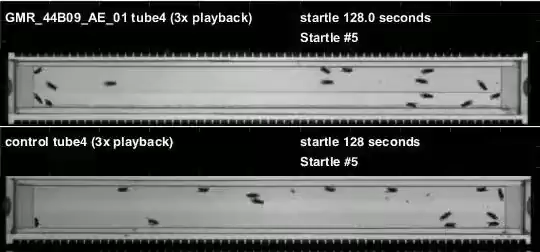 GMR_44B09_AE_01 tube4 (3x playback)
startle 128.0 seconds
Startle #5
control tube4 (3x playback)
startle 128 seconds
Startle #5